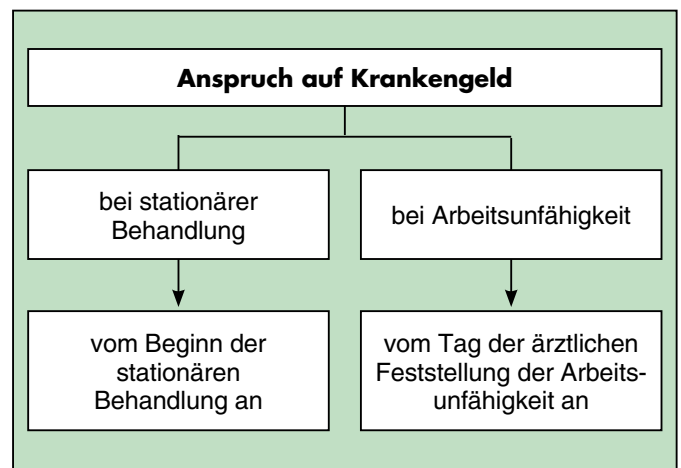 Anspruch auf Krankengeld
bei stationärer
Behandlung
bei Arbeitsunfähigkeit
vom Beginn der
stationären
Behandlung an
vom Tag der ärztlichen
Feststellung der Arbeits-
unfähigkeit an